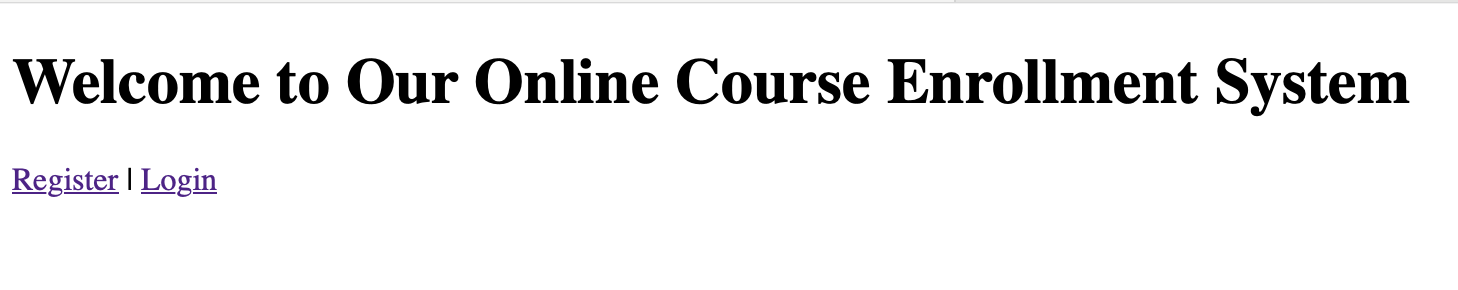 Welcome to Our Online Course Enrollment System
Register | Login